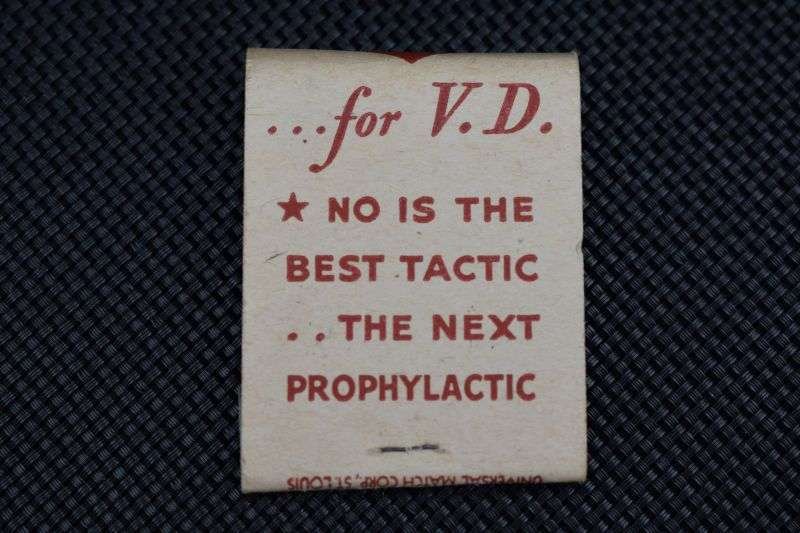 ...for V.D.
★ NO IS THE
BEST TACTIC
..THE NEXT
PROPHYLACTIC
UNIVERSAL MATCH CORP., ST. LOUIS